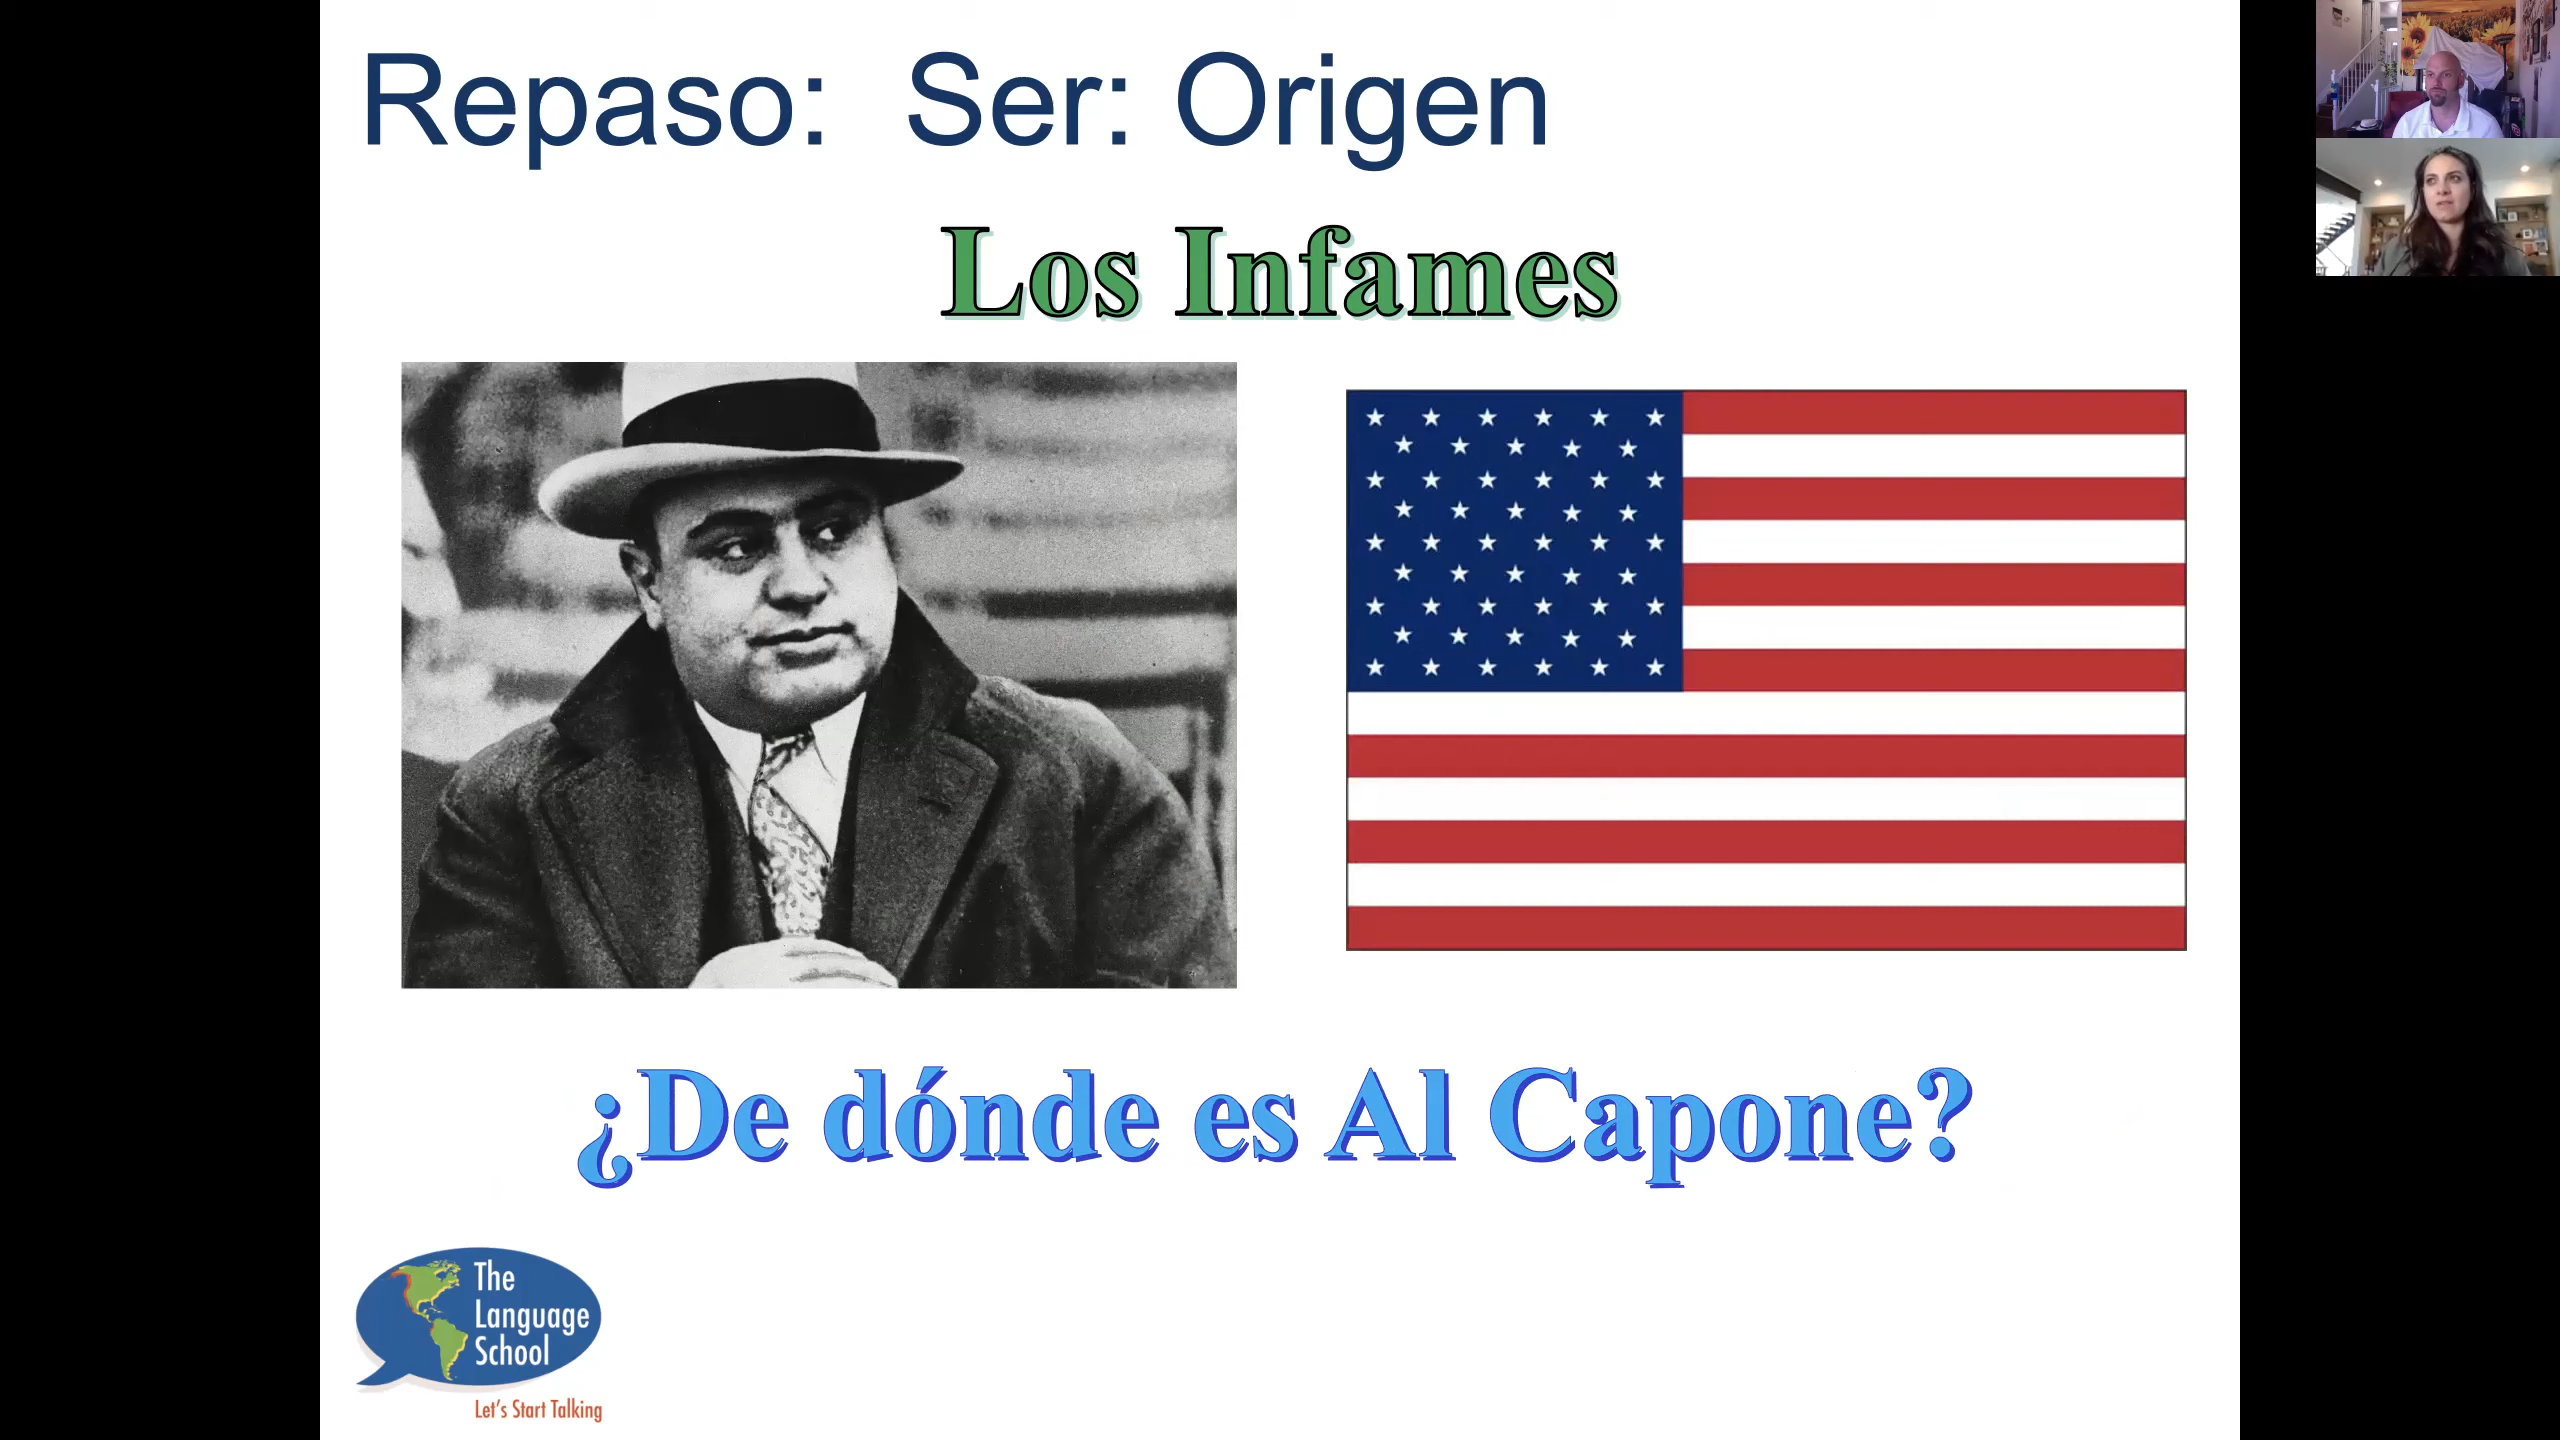 Repaso: Ser: Origen
Los Infames
¿De dónde es Al Capone?
The
Language
School
Let's Start Talking